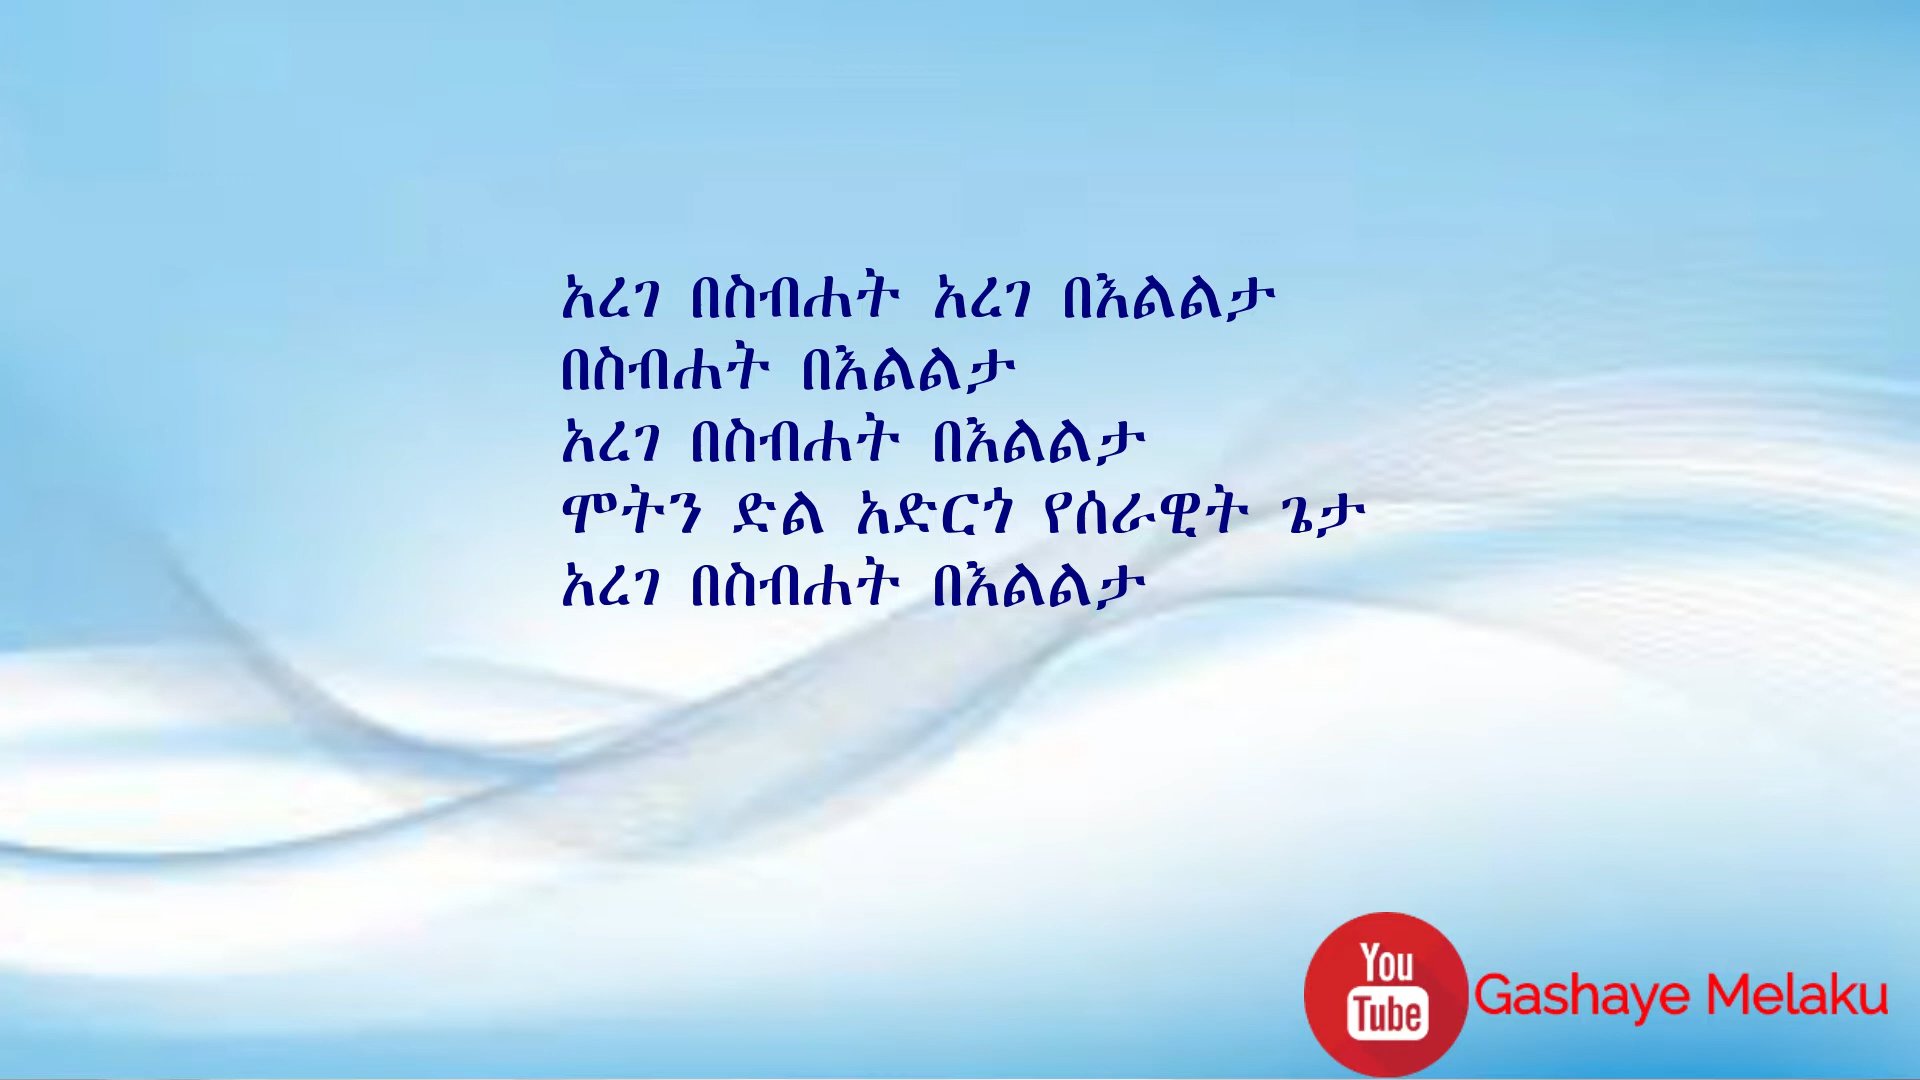 አረገ በስብሐት አረገ በእልልታ
በስብሐት በእልልታ
አረገ በስብሐት በእልልታ
ሞትን ድል አድርጎ የሰራዊት ጌታ
አረገ በስብሐት በእልልታ
You
Tube
Gashaye Melaku